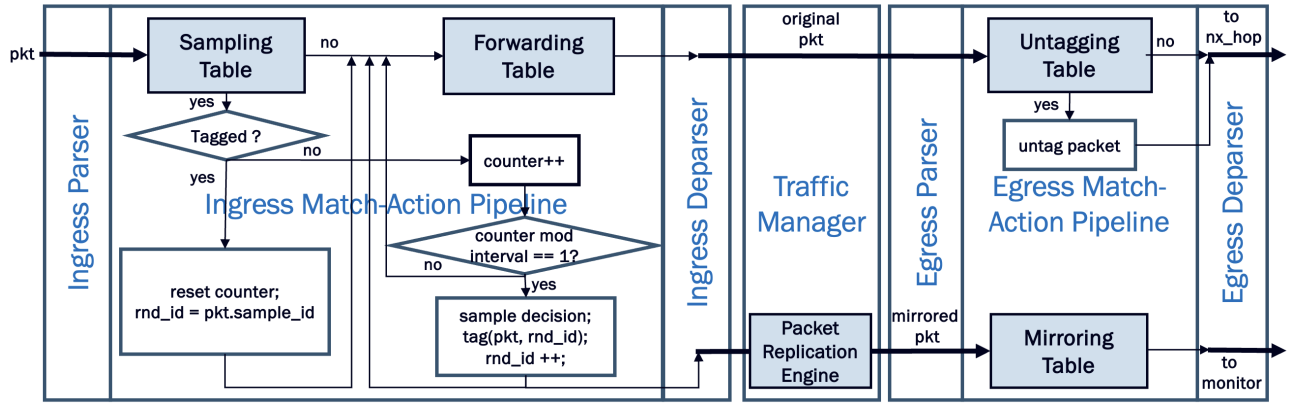 pkt
Ingress Parser
Sampling
Table
no
Forwarding
Table
yes
Tagged ?
no
yes
counter++
Ingress Match-Action Pipeline
counter mod
interval == 1?
no
yes
reset counter;
rnd_id = pkt.sample_id
sample decision;
tag(pkt, rnd_id);
rnd_id ++;
Ingress Deparser
original
pkt
Traffic
Manager
Packet
Replication
Engine
Egress Parser
mirrored
pkt
Untagging
Table
no
yes
untag packet
Egress Match-
Action Pipeline
Mirroring
Table
Egress Deparser
to
nx_hop
to
monitor